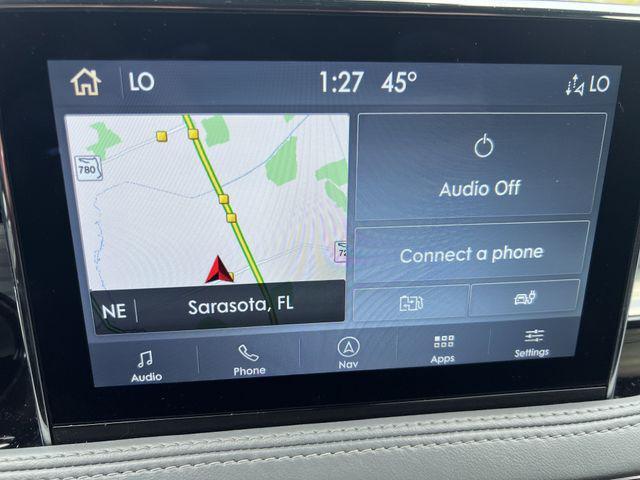 LO 1:27 45° LO
780
Audio Off
Connect a phone
NE Sarasota, FL
Audio Phone Nav Apps Settings